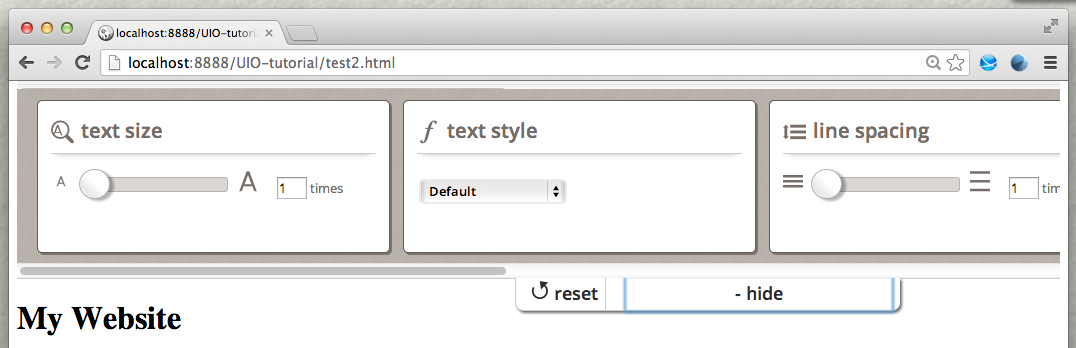 localhost:8888/UIO-tutoria
localhost:8888/UIO-tutorial/test2.html
text size
A A 1 times
f text style
Default
line spacing
1 tim
reset
- hide
My Website